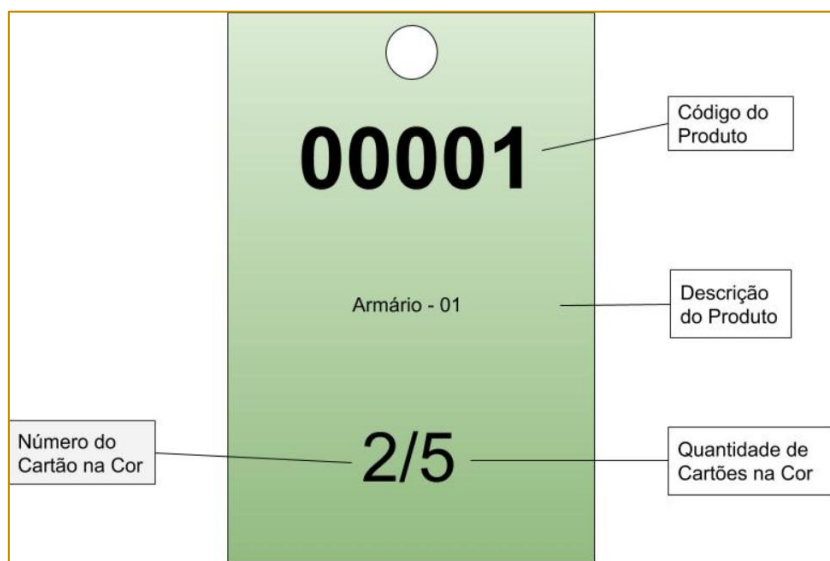 00001
Código do
Produto
Armário - 01
Descrição
do Produto
Número do
Cartão na Cor
2/5
Quantidade de
Cartões na Cor